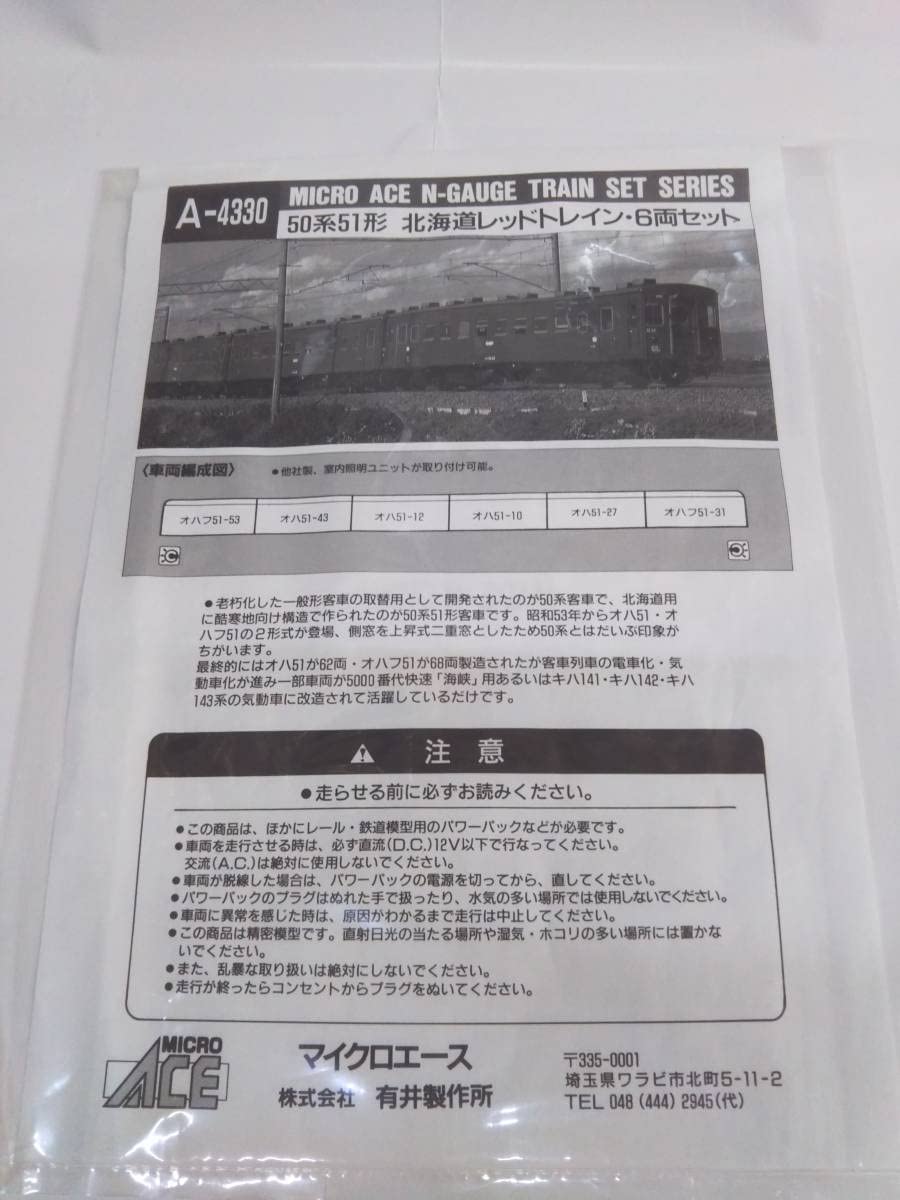 A-4330
MICRO ACE N-GAUGE TRAIN SET SERIES
50系51形 北海道レッドトレイン・6両セット
〈車両編成図〉
●他社製、室内照明ユニットが取り付け可能。
オハフ51-53 オハ51-43 オハ51-12 オハ51-10 オハ51-27 オハフ51-31
●老朽化した一般形客車の取替用として開発されたのが50系客車で、北海道用
に酷寒地向け構造で作られたのが50系51形客車です。昭和53年からオハ51・オ
ハフ51の2形式が登場、側窓を上昇式二重窓としたため50系とはだいぶ印象が
ちがいます。
最終的にはオハ51が62両・オハフ51が68両製造されたが客車列車の電車化・気
動車化が進み一部車両が5000番代快速「海峡」用あるいはキハ141・キハ142・キハ
143系の気動車に改造されて活躍しているだけです。
注意
●走らせる前に必ずお読みください。
●この商品は、ほかにレール・鉄道模型用のパワーパックなどが必要です。
●車両を走行させる時は、必ず直流(D.C.)12V以下で行なってください。
交流(A.C.)は絶対に使用しないでください。
●車両が脱線した場合は、パワーパックの電源を切ってから、直してください。
●パワーパックのプラグはぬれた手で扱ったり、水気の多い場所では使用しないでください。
●車両に異常を感じた時は、原因がわかるまで走行は中止してください。
●この商品は精密模型です。直射日光の当たる場所や湿気・ホコリの多い場所には置かな
いでください。
●また、乱暴な取り扱いは絶対にしないでください。
●走行が終ったらコンセントからプラグをぬいてください。
MICRO
ACE
マイクロエース
株式会社 有井製作所
〒335-0001
埼玉県ワラビ市北町5-11-2
TEL 048 (444) 2945(代)